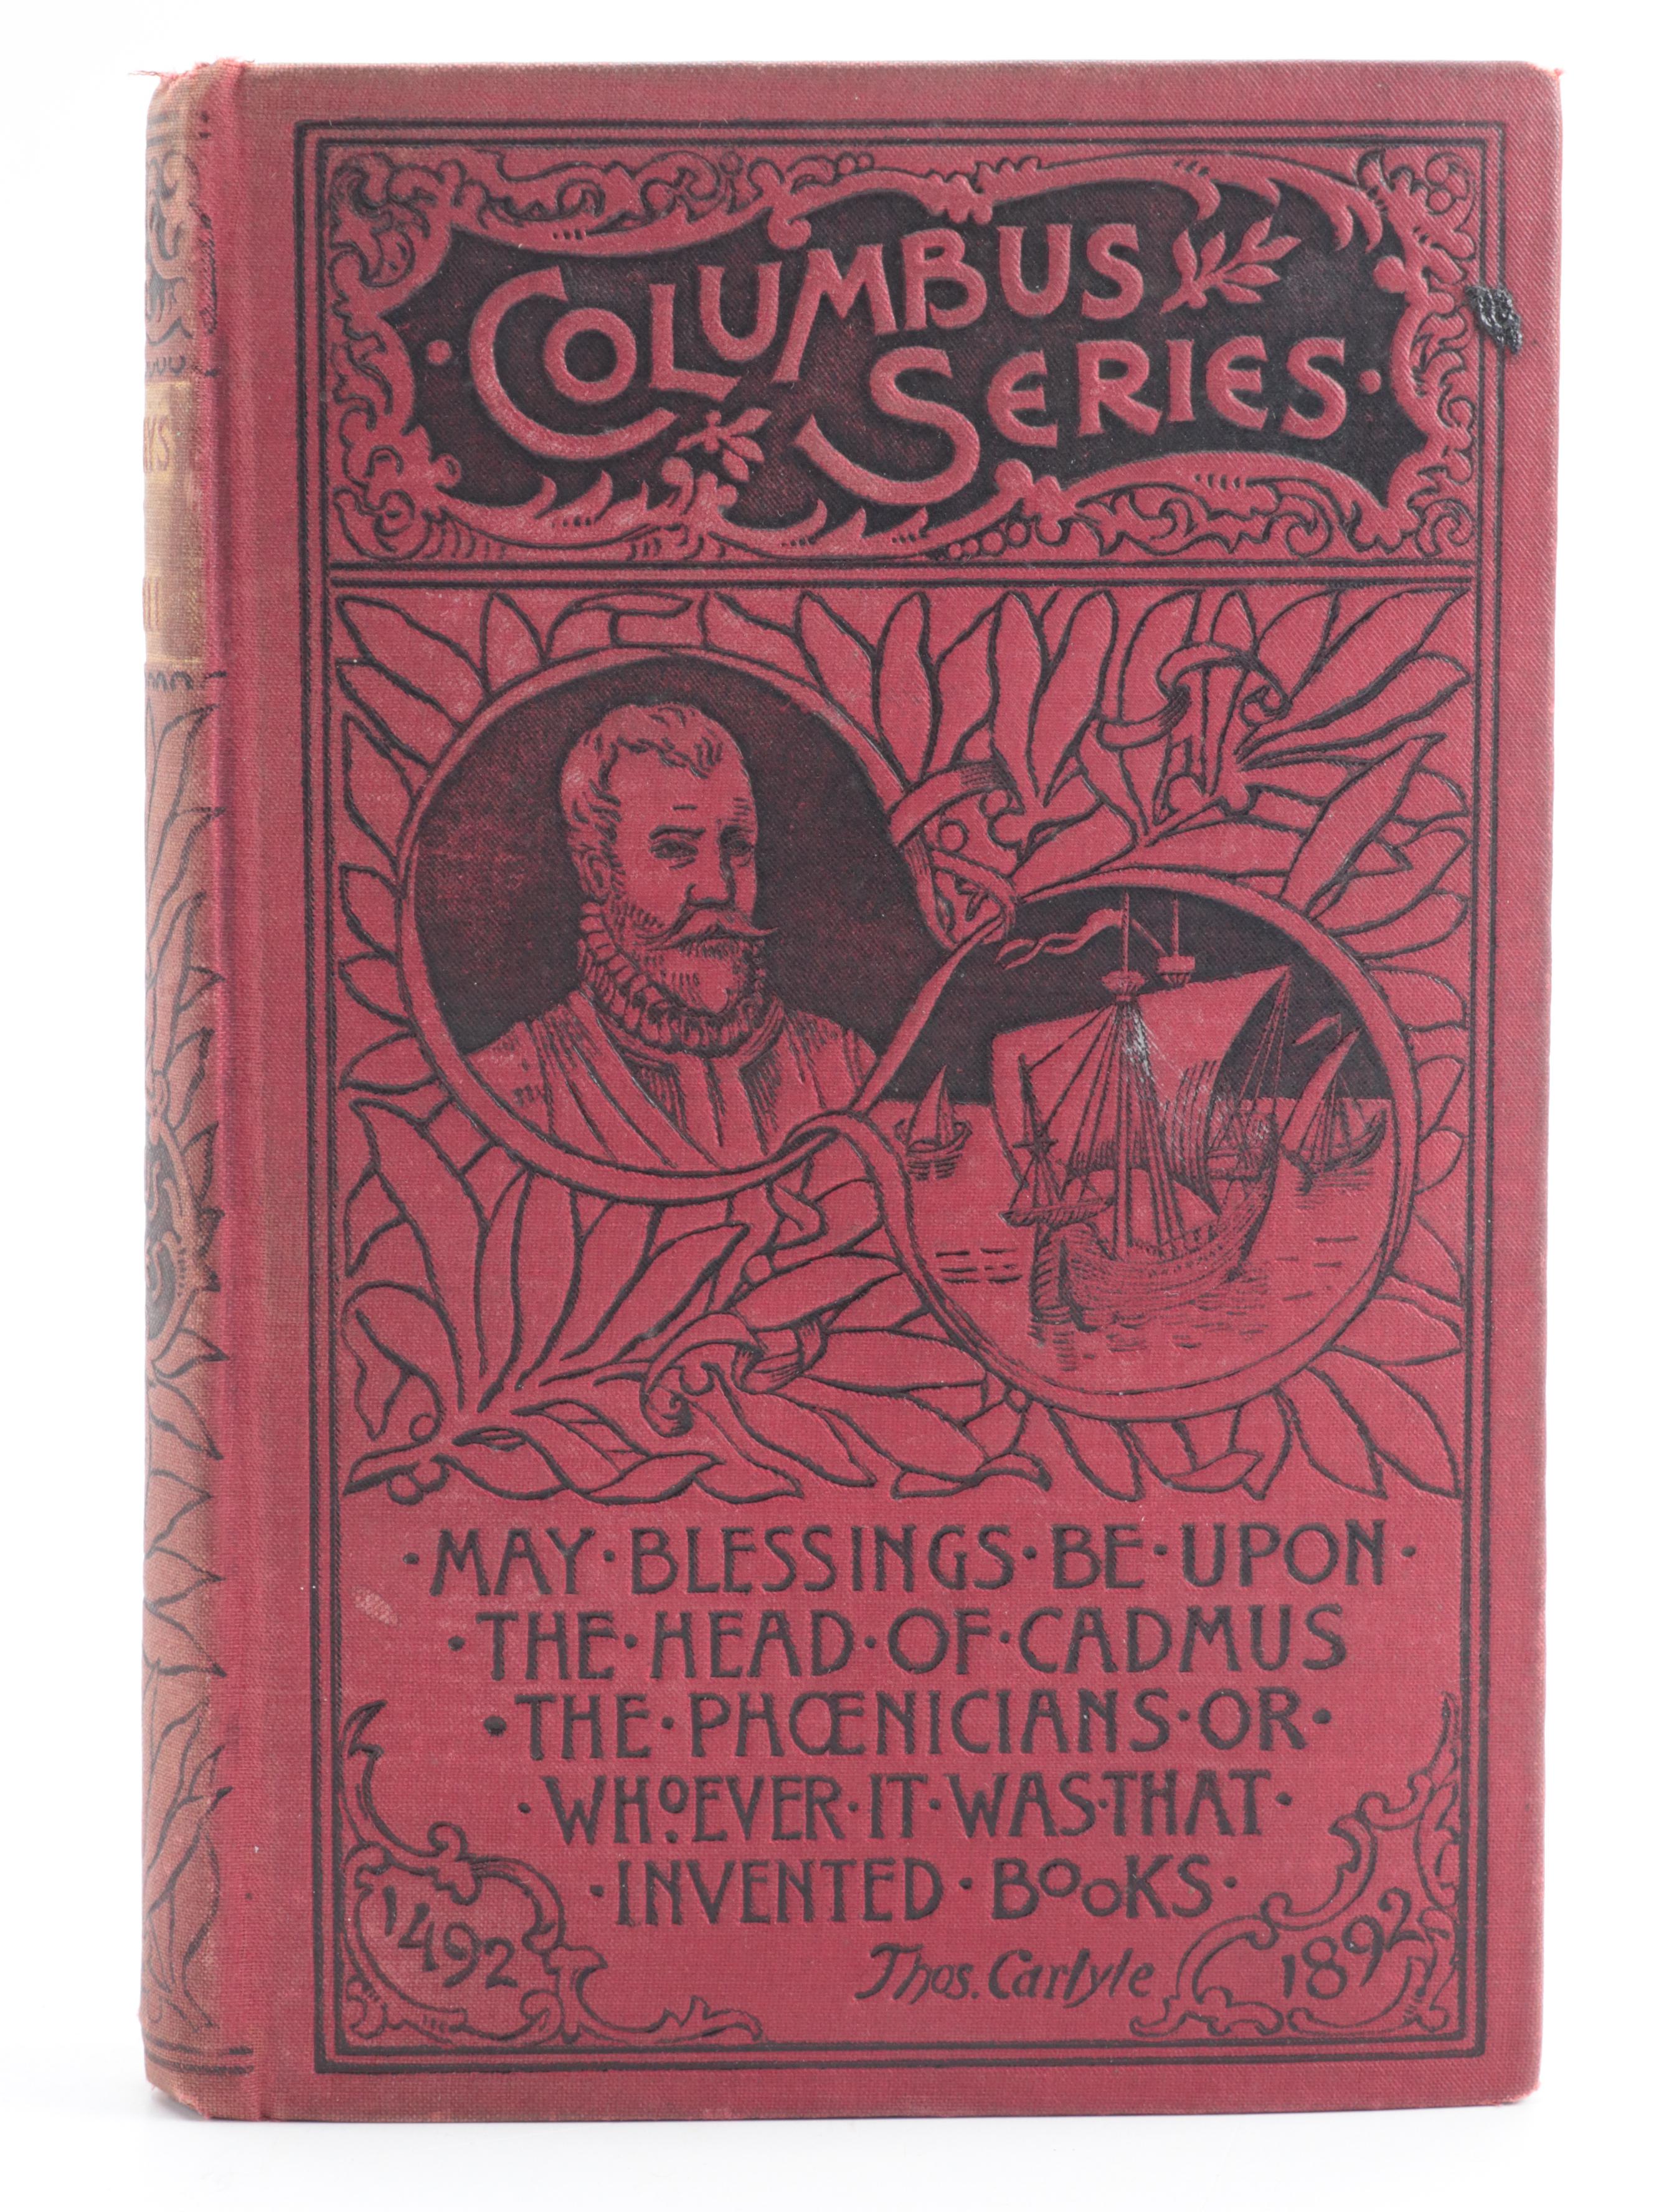 COLUMBUS
SERIES
·MAY·BLESSINGS·BE·UPON·
·THE·HEAD·OF·CADMUS
·THE·PHŒNICIANS·OR·
·WHOEVER·IT·WAS·THAT·
·INVENTED·BOOKS·
Thos. Carlyle
1492
1892